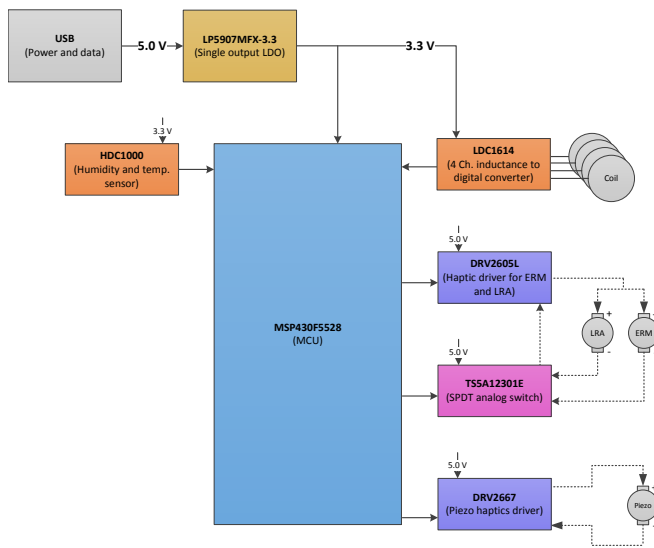 USB
(Power and data)
5.0 V
LP5907MFX-3.3
(Single output LDO)
3.3 V
3.3 V
HDC1000
(Humidity and temp.
sensor)
LDC1614
(4 Ch. inductance to
digital converter)
Coil
5.0 V
DRV2605L
(Haptic driver for ERM
and LRA)
MSP430F5528
(MCU)
+
LRA
-
ERM
5.0 V
TS5A12301E
(SPDT analog switch)
5.0 V
DRV2667
(Piezo haptics driver)
Piezo